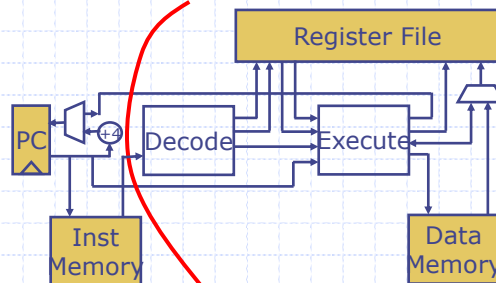 Register File
PC
+4
Decode
Execute
Inst
Memory
Data
Memory